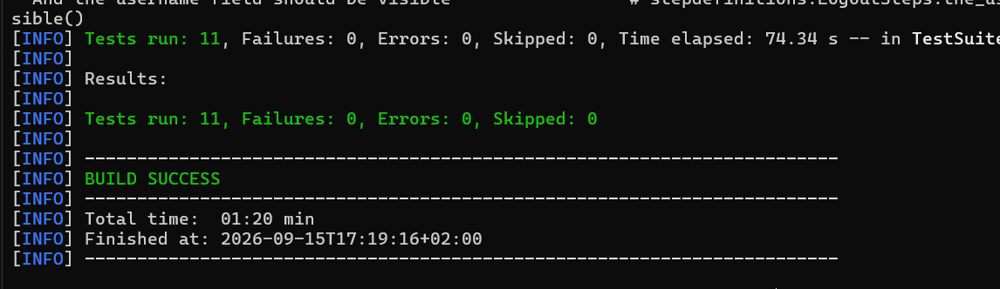 And the username field should be visible # stepdefinitions.LogoutSteps.the_us
sible()
[INFO] Tests run: 11, Failures: 0, Errors: 0, Skipped: 0, Time elapsed: 74.34 s -- in TestSuite
[INFO]
[INFO] Results:
[INFO]
[INFO] Tests run: 11, Failures: 0, Errors: 0, Skipped: 0
[INFO]
[INFO] ------------------------------------------------------------------------
[INFO] BUILD SUCCESS
[INFO] ------------------------------------------------------------------------
[INFO] Total time:  01:20 min
[INFO] Finished at: 2026-09-15T17:19:16+02:00
[INFO] ------------------------------------------------------------------------